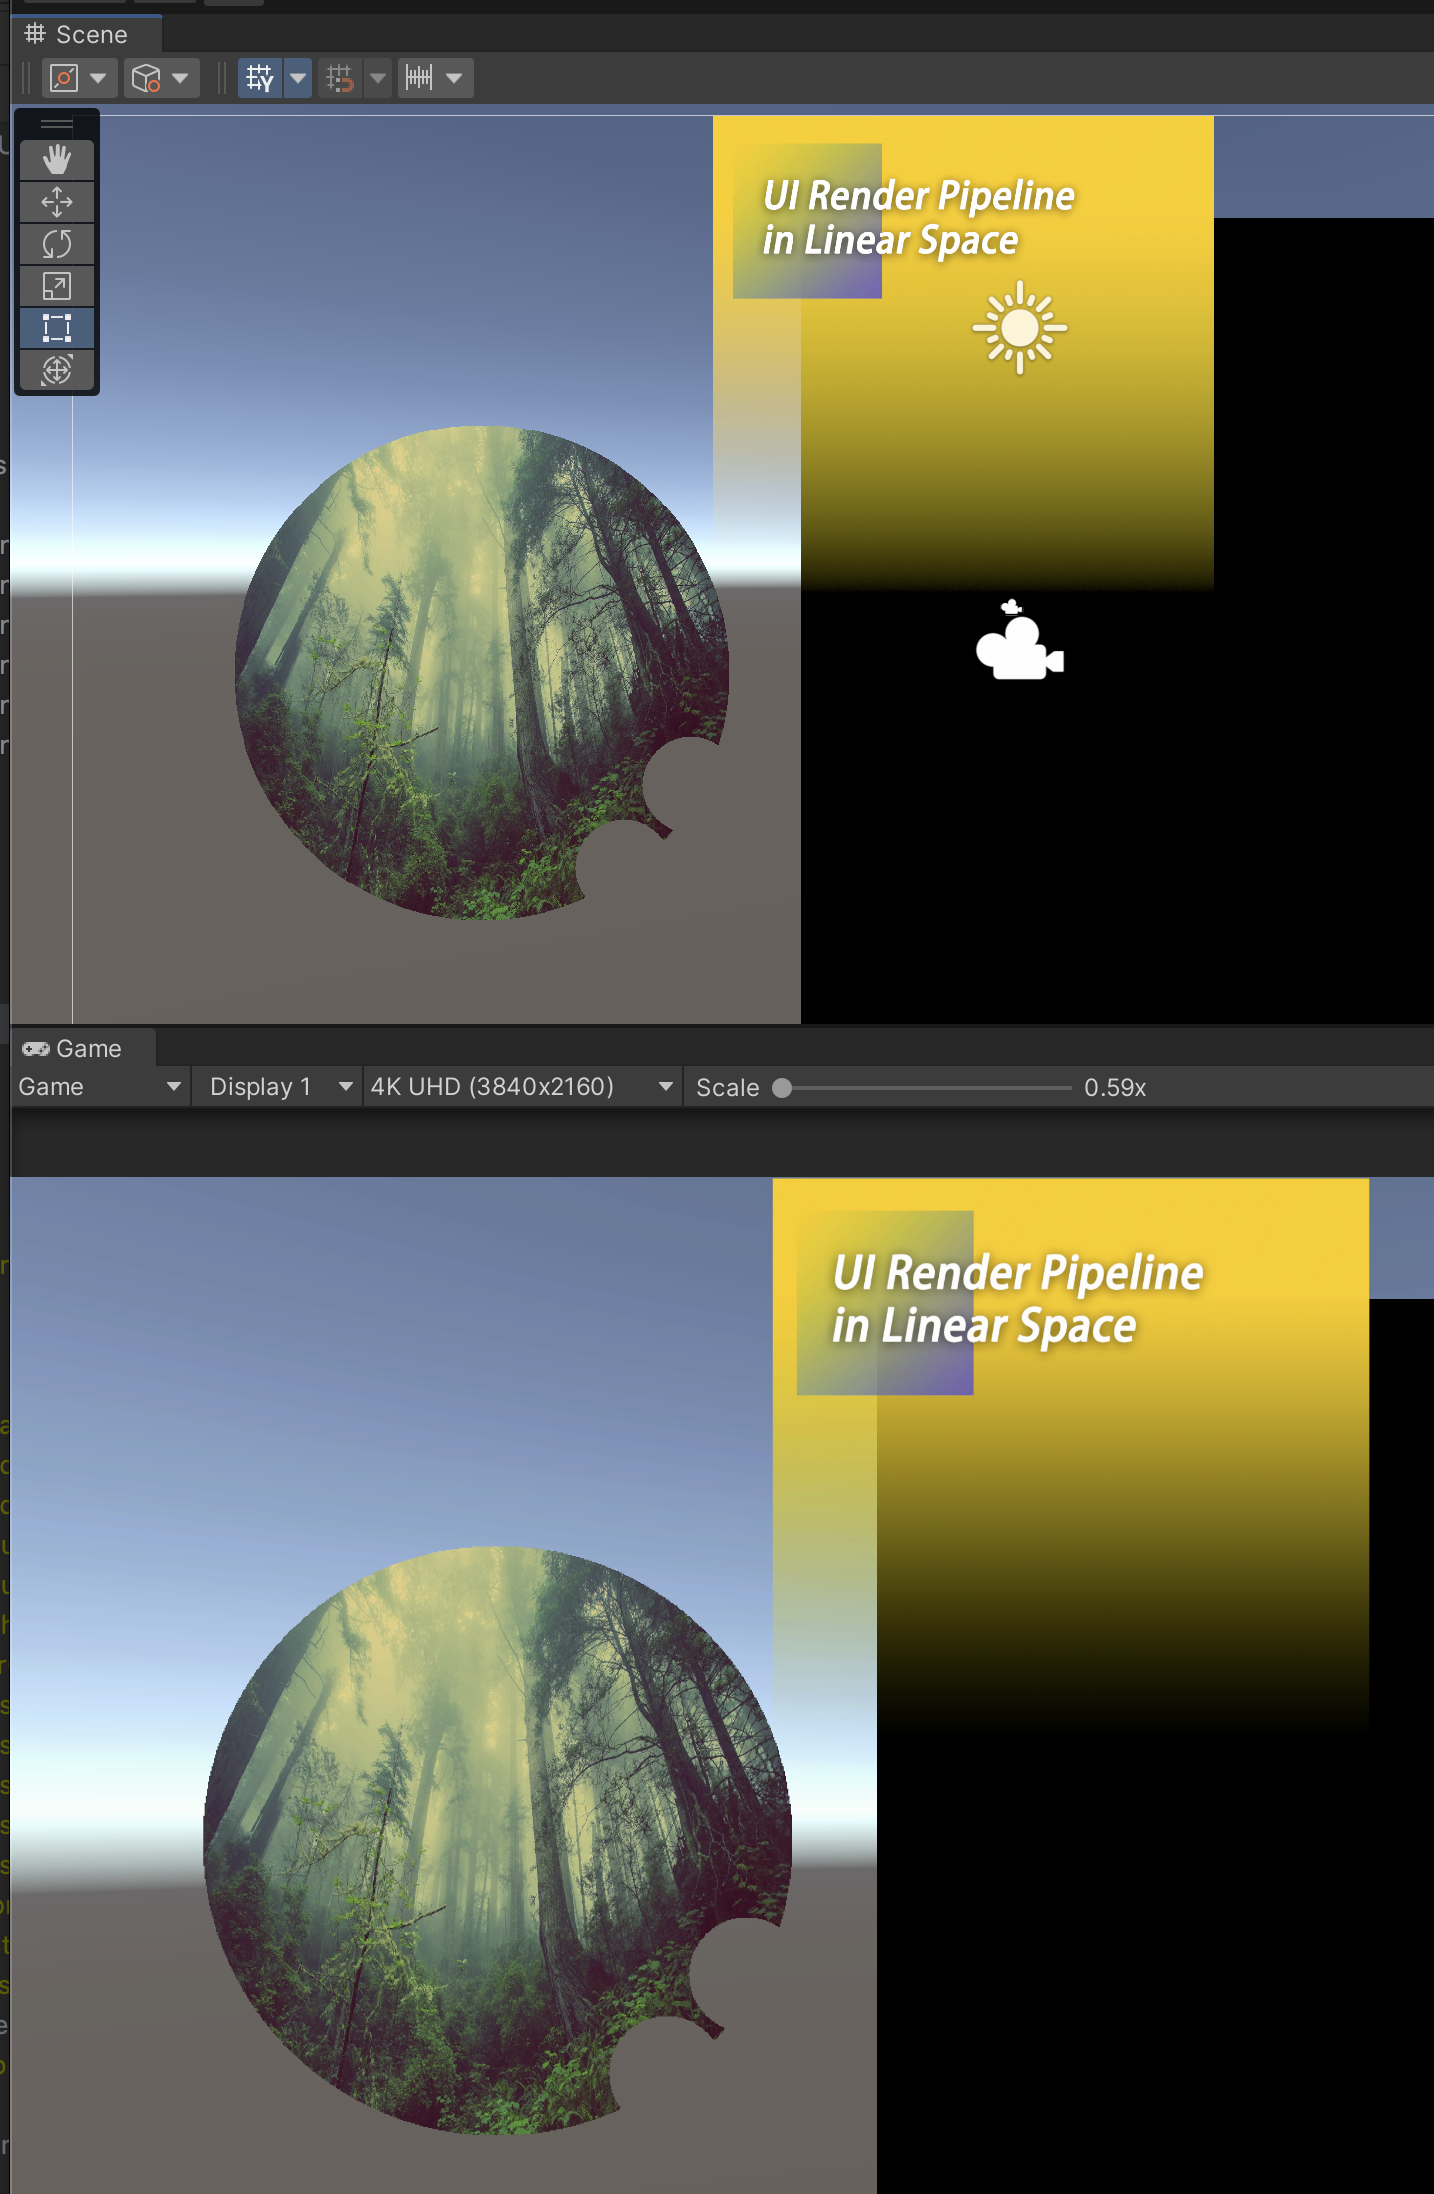 Scene
UI Render Pipeline
in Linear Space
Game
Game
Display 1
4K UHD (3840x2160)
Scale
0.59x
UI Render Pipeline
in Linear Space